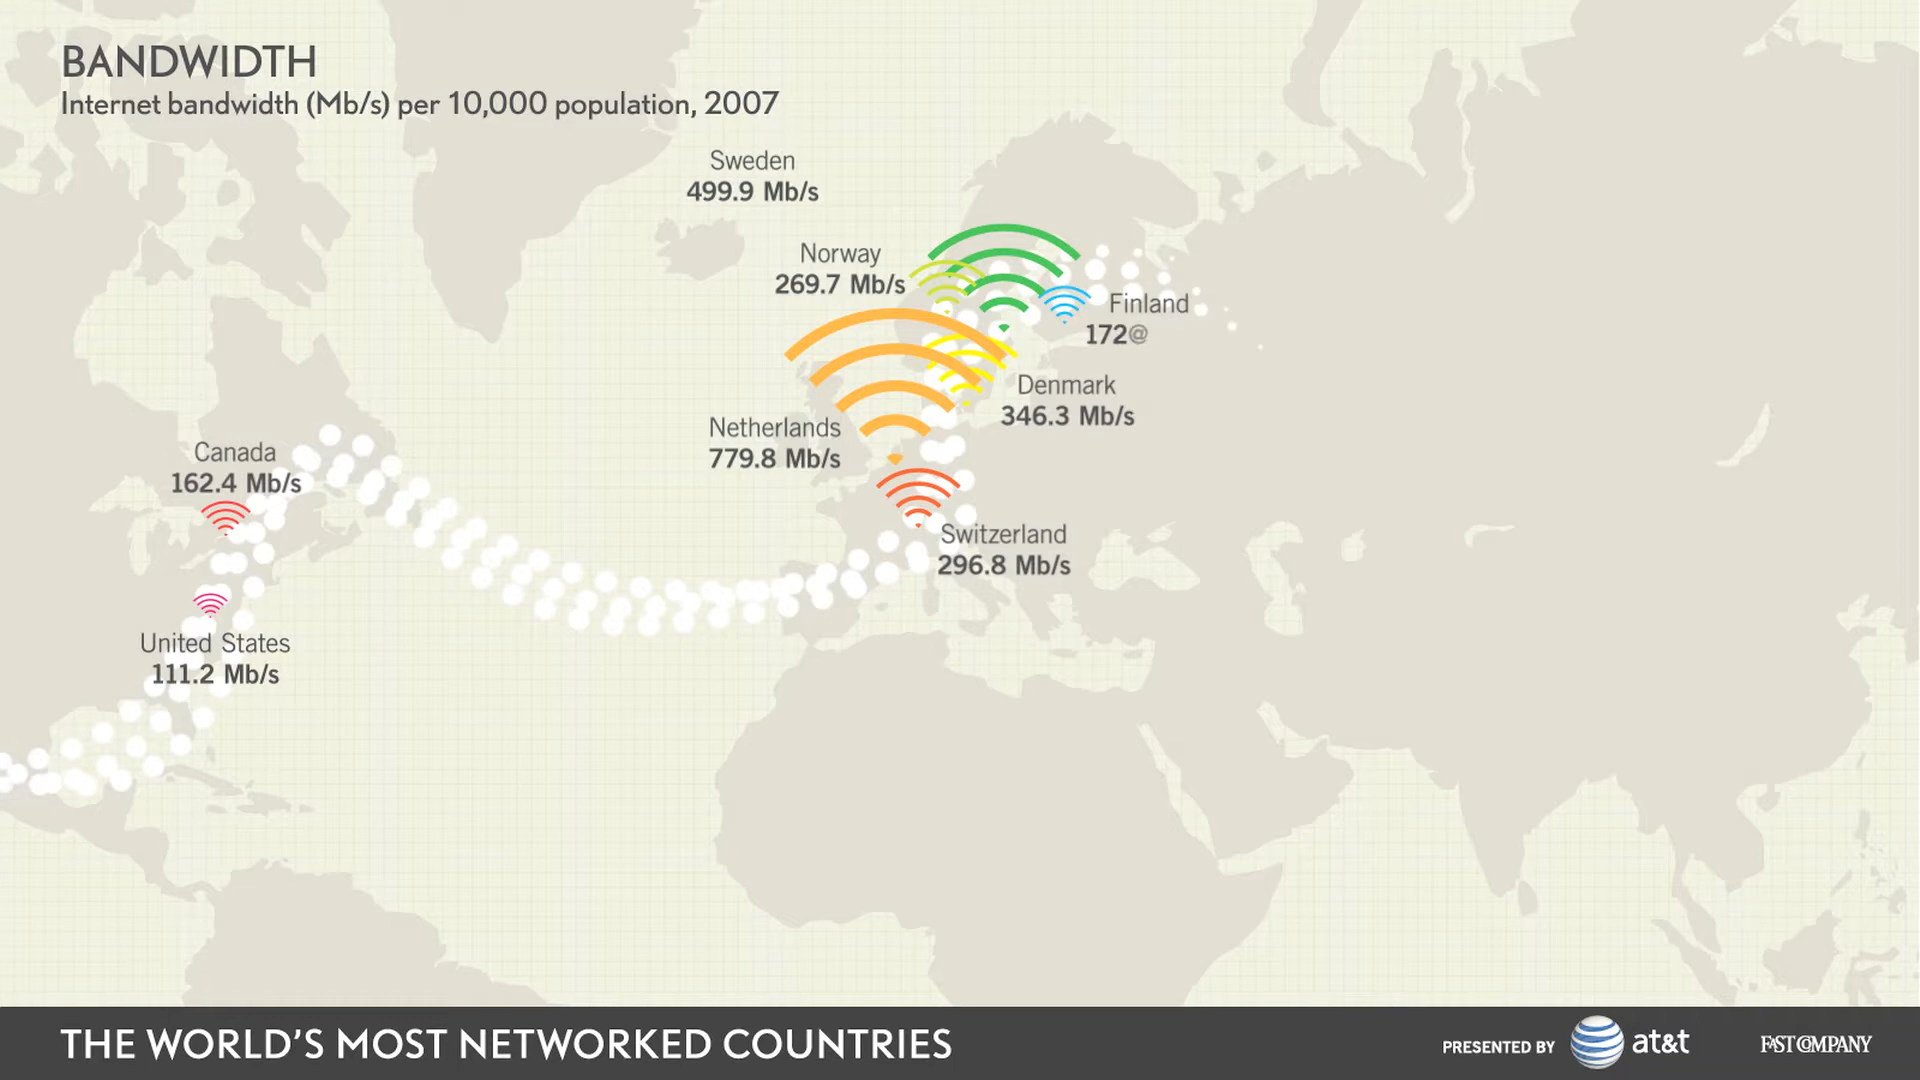 BANDWIDTH
Internet bandwidth (Mb/s) per 10,000 population, 2007
Sweden
499.9 Mb/s
Norway
269.7 Mb/s
Finland
172@
Denmark
346.3 Mb/s
Netherlands
779.8 Mb/s
Canada
162.4 Mb/s
Switzerland
296.8 Mb/s
United States
111.2 Mb/s
THE WORLD'S MOST NETWORKED COUNTRIES
PRESENTED BY at&t FAST COMPANY